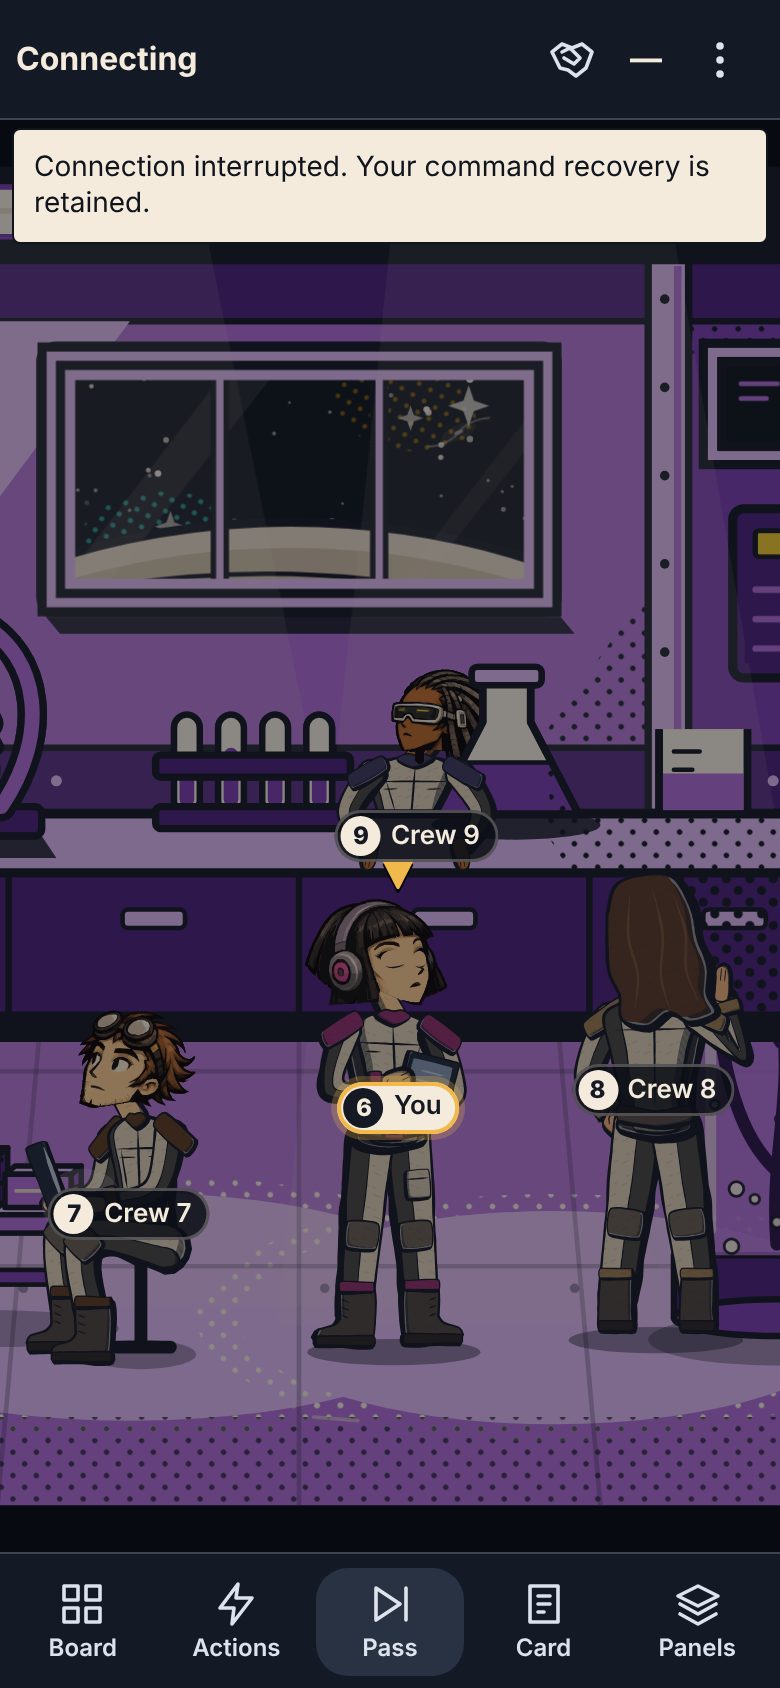 Connecting
Connection interrupted. Your command recovery is
retained.
9 Crew 9
6 You
8 Crew 8
7 Crew 7
Board
Actions
Pass
Card
Panels